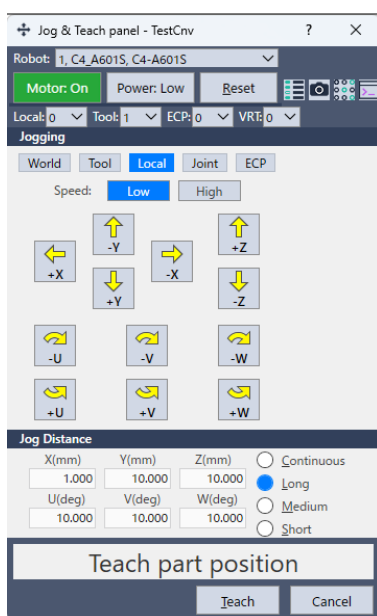 Jog & Teach panel - TestCnv ?
Robot: 1, C4_A601S, C4-A601S
Motor: On Power: Low Reset
Local: 0 Tool: 1 ECP: 0 VRT: 0
Jogging
World Tool Local Joint ECP
Speed: Low High
-Y +Z
+X -X
+Y -Z
-U -V -W
+U +V +W
Jog Distance
X(mm) Y(mm) Z(mm) Continuous
1.000 10.000 10.000 Long
U(deg) V(deg) W(deg) Medium
10.000 10.000 10.000 Short
Teach part position
Teach Cancel